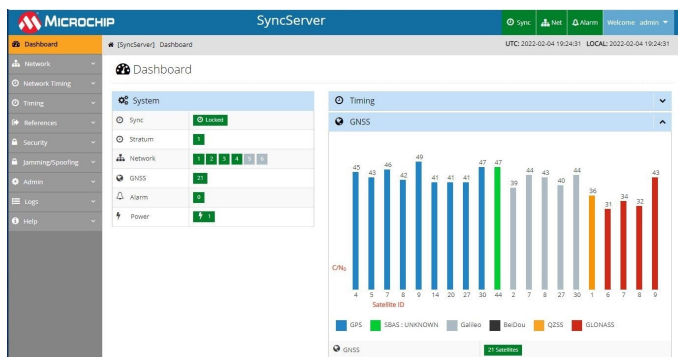 MICROCHIP
SyncServer
Sync
Net
Alarm
Welcome admin
Dashboard
[SyncServer] Dashboard
UTC: 2022-02-04 19:24:31 LOCAL: 2022-02-04 19:24:31
Network
Network Timing
Timing
References
Security
Jamming/Spoofing
Admin
Logs
Help
Dashboard
System
Sync Locked
Stratum 1
Network 1 2 3 4 5 6
GNSS 21
Alarm 0
Power 1
Timing
GNSS
45 43 46 42 49 41 41 41 47 47 39 44 43 40 44 36 31 34 32 43
C/N0
4 5 7 8 9 14 20 27 30 44 2 7 8 27 30 1 6 7 8 9
Satellite ID
GPS SBAS : UNKNOWN Galileo BeiDou QZSS GLONASS
GNSS 21 Satellites